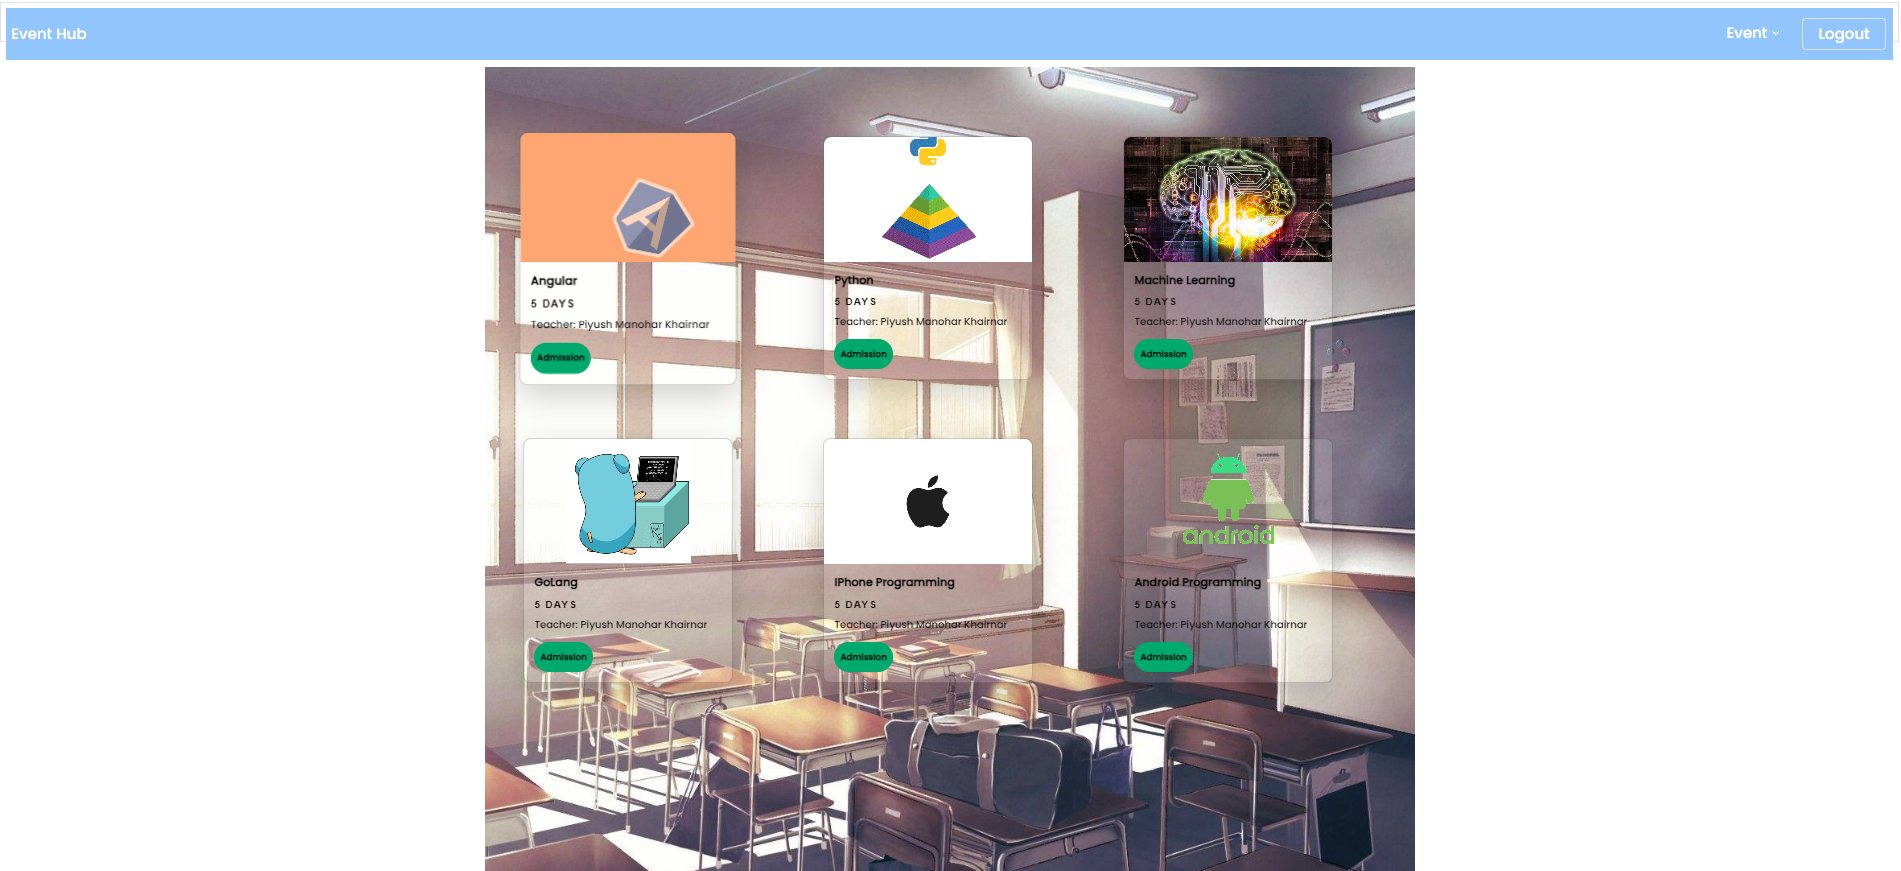 Event Hub
Event
Logout
Angular
5 DAYS
Teacher: Piyush Manohar Khairnar
Admission
Python
5 DAYS
Teacher: Piyush Manohar Khairnar
Admission
Machine Learning
5 DAYS
Teacher: Piyush Manohar Khairnar
Admission
GoLang
5 DAYS
Teacher: Piyush Manohar Khairnar
Admission
IPhone Programming
5 DAYS
Teacher: Piyush Manohar Khairnar
Admission
android
Android Programming
5 DAYS
Teacher: Piyush Manohar Khairnar
Admission